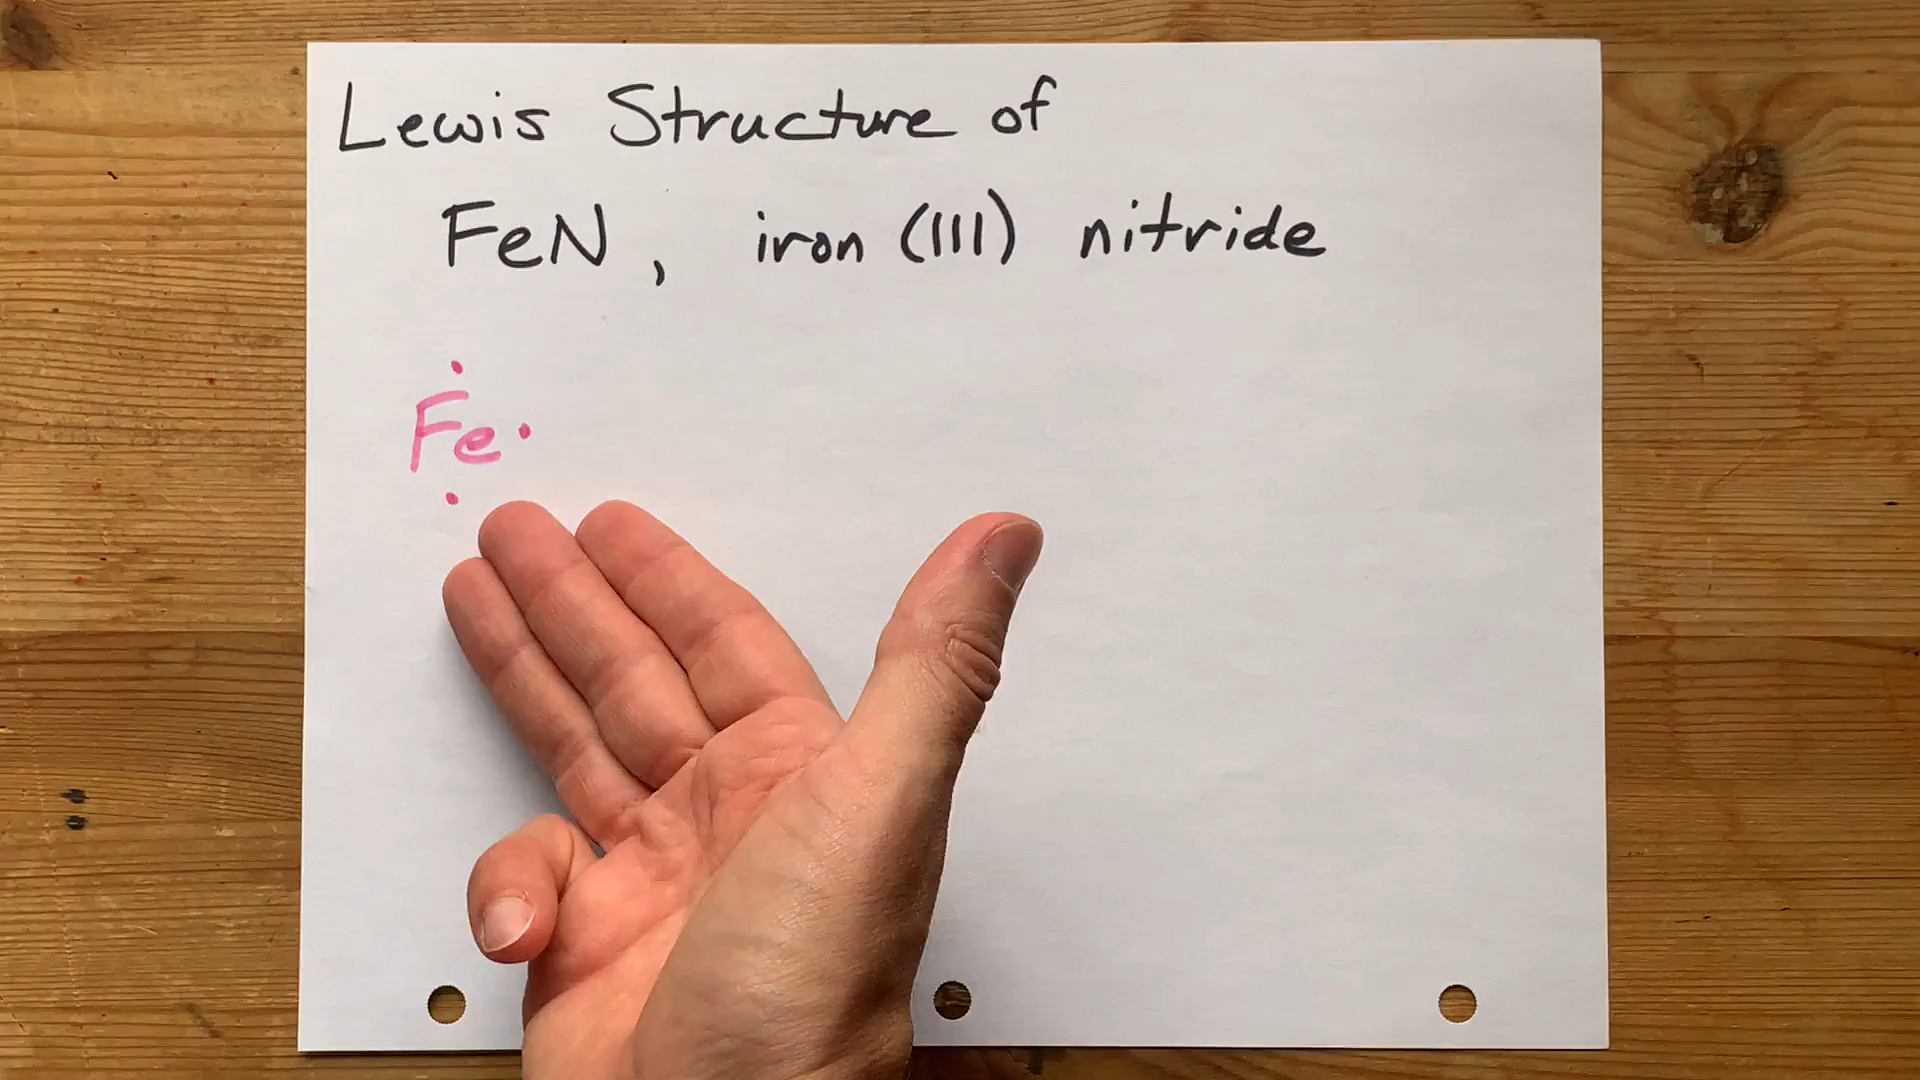 Lewis Structure of
FeN, iron (III) nitride
Fe